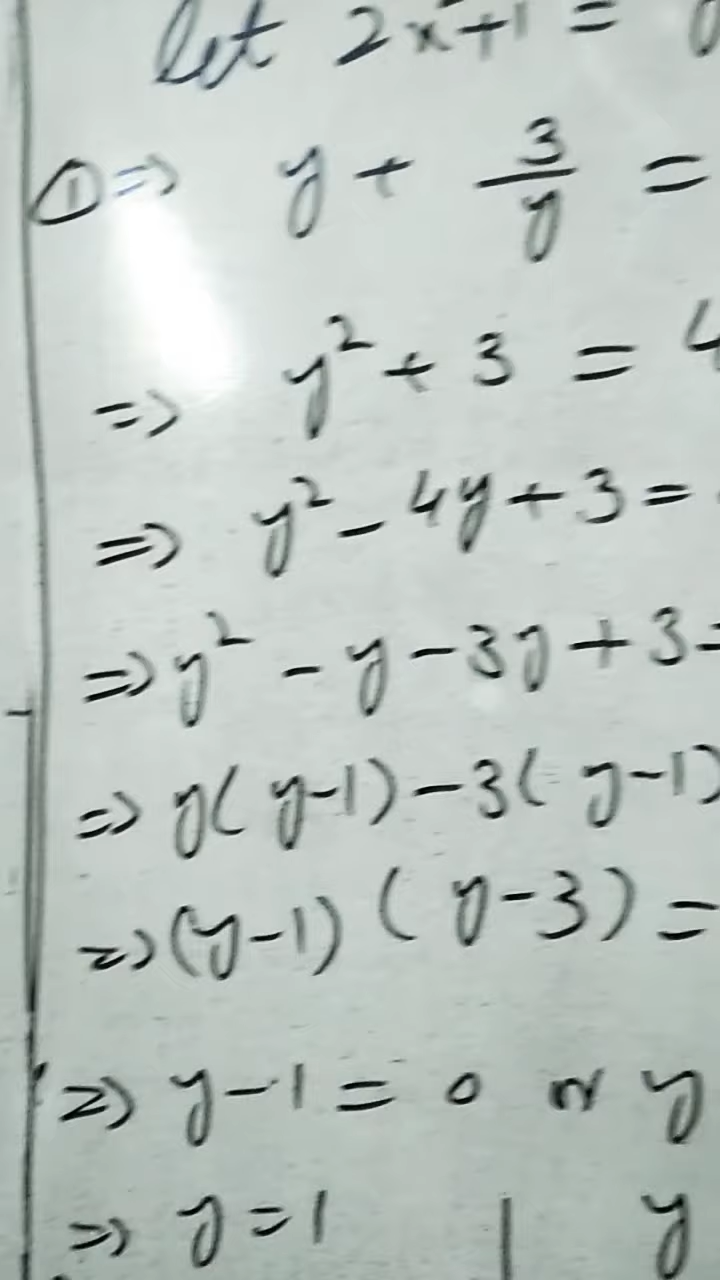 let 2x+1 =
① => y + 3/y =
=> y² + 3 = 4
=> y² - 4y + 3 =
=> y² - y - 3y + 3 =
=> y( y-1) - 3( y-1)
=> (y-1) ( y-3) =
=> y-1 = 0 or y
=> y = 1 | y